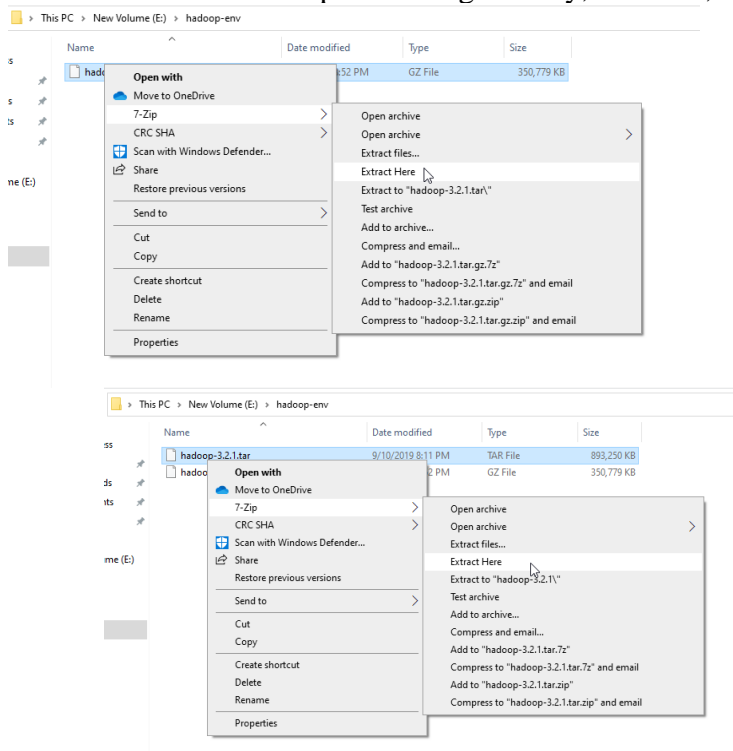 This PC > New Volume (E:) > hadoop-env
Name Date modified Type Size
hado :52 PM GZ File 350,779 KB
Open with
Move to OneDrive
7-Zip
CRC SHA
Scan with Windows Defender...
Share
Restore previous versions
Send to
Cut
Copy
Create shortcut
Delete
Rename
Properties
Open archive
Open archive
Extract files...
Extract Here
Extract to "hadoop-3.2.1.tar\"
Test archive
Add to archive...
Compress and email...
Add to "hadoop-3.2.1.tar.gz.7z"
Compress to "hadoop-3.2.1.tar.gz.7z" and email
Add to "hadoop-3.2.1.tar.gz.zip"
Compress to "hadoop-3.2.1.tar.gz.zip" and email
me (E:)
This PC > New Volume (E:) > hadoop-env
Name Date modified Type Size
hadoop-3.2.1.tar 9/10/2019 8:11 PM TAR File 893,250 KB
hadoo 2 PM GZ File 350,779 KB
Open with
Move to OneDrive
7-Zip
CRC SHA
Scan with Windows Defender...
Share
Restore previous versions
Send to
Cut
Copy
Create shortcut
Delete
Rename
Properties
Open archive
Open archive
Extract files...
Extract Here
Extract to "hadoop-3.2.1\"
Test archive
Add to archive...
Compress and email...
Add to "hadoop-3.2.1.tar.7z"
Compress to "hadoop-3.2.1.tar.7z" and email
Add to "hadoop-3.2.1.tar.zip"
Compress to "hadoop-3.2.1.tar.zip" and email
ss
ds
nts
me (E:)